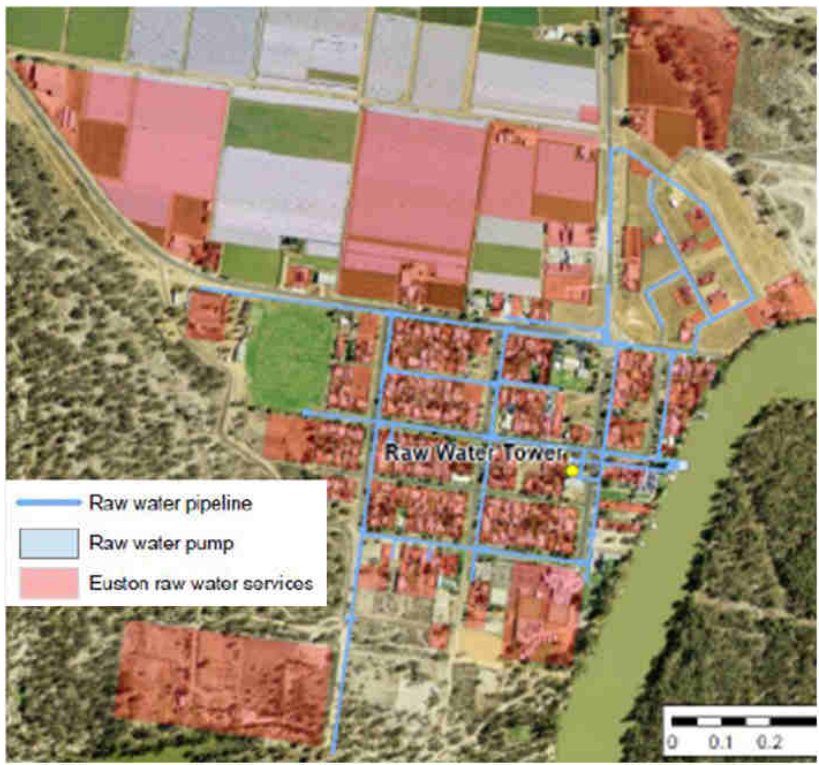 Raw Water Tower
Raw water pipeline
Raw water pump
Euston raw water services
0 0.1 0.2